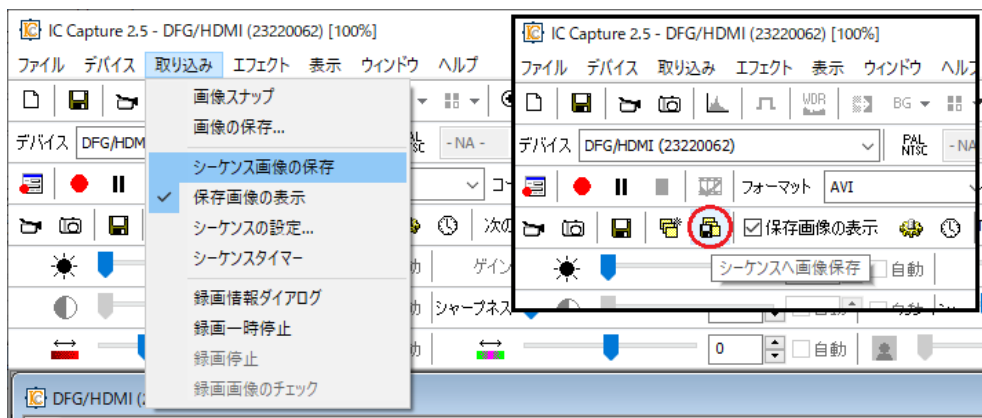 IC Capture 2.5 - DFG/HDMI (23220062) [100%]
ファイル デバイス 取り込み エフェクト 表示 ウィンドウ ヘルプ
デバイス DFG/HDM
- NA -
画像スナップ
画像の保存...
シーケンス画像の保存
保存画像の表示
シーケンスの設定...
シーケンスタイマー
録画情報ダイアログ
録画一時停止
録画停止
録画画像のチェック
次の
ゲイン
シャープネス
0 自動
DFG/HDMI (2
IC Capture 2.5 - DFG/HDMI (23220062) [100%]
ファイル デバイス 取り込み エフェクト 表示 ウィンドウ ヘルプ
WDR BG
デバイス DFG/HDMI (23220062) PAL NTSC - NA
フォーマット AVI
保存画像の表示
シーケンスへ画像保存 自動